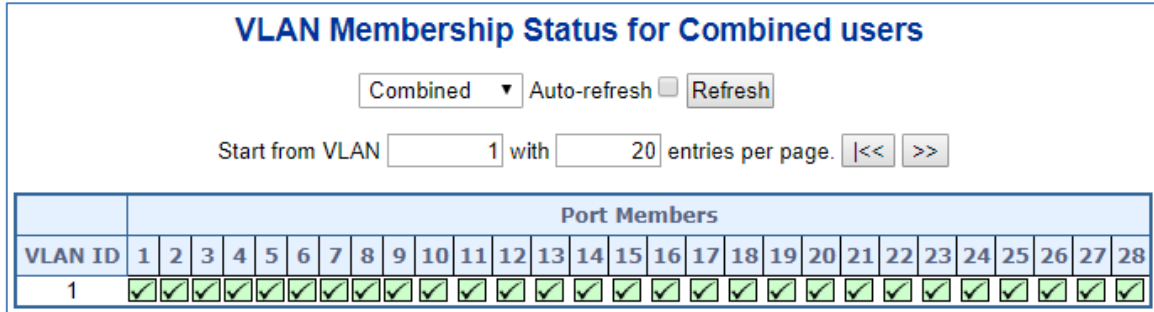 VLAN Membership Status for Combined users
Combined ▼ Auto-refresh Refresh
Start from VLAN 1 with 20 entries per page. |<< >>
Port Members
VLAN ID 1 2 3 4 5 6 7 8 9 10 11 12 13 14 15 16 17 18 19 20 21 22 23 24 25 26 27 28
1